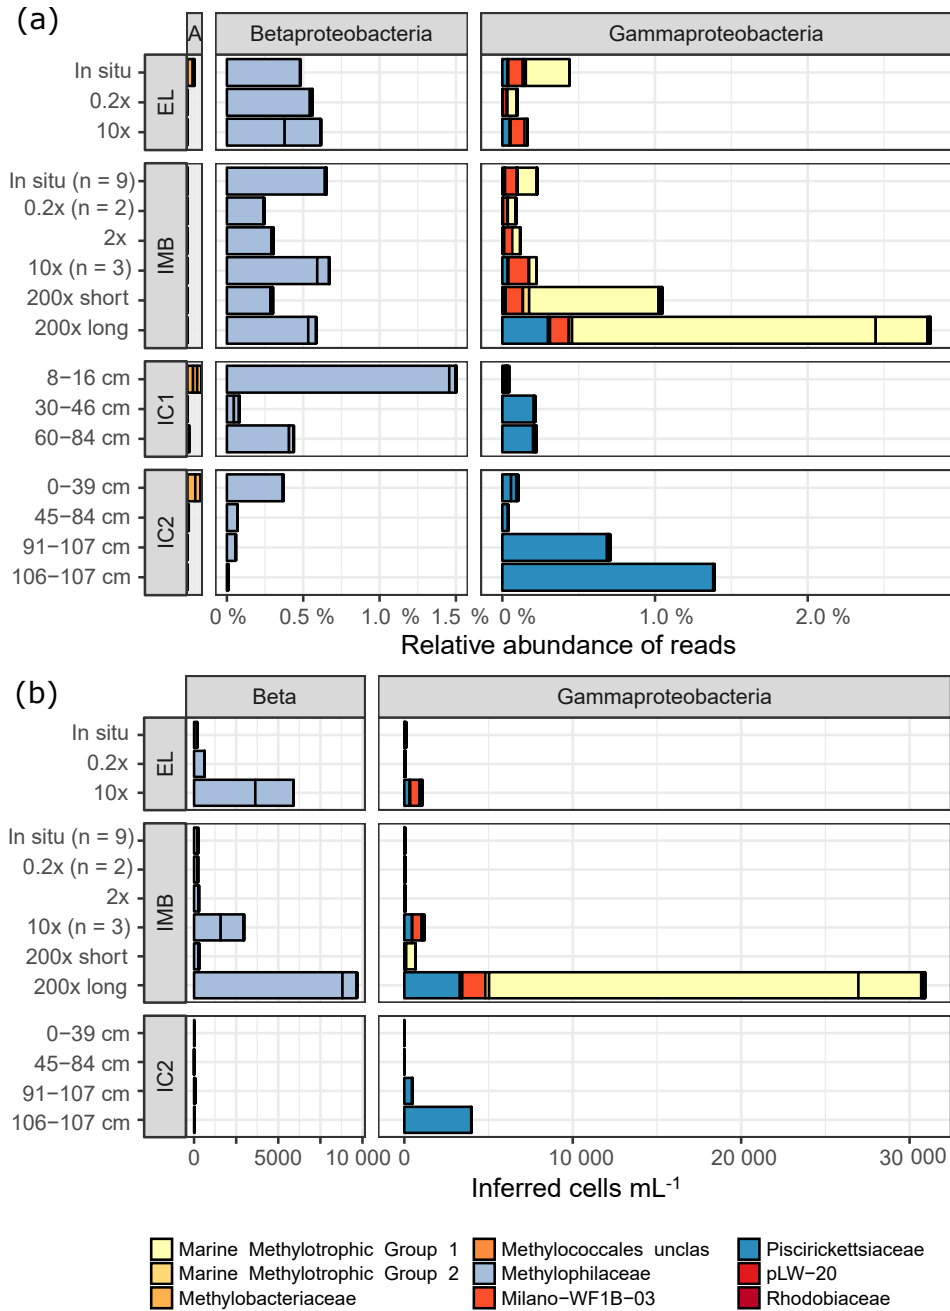 (a)
A
Betaproteobacteria
Gammaproteobacteria
EL
In situ
0.2x
10x
IMB
In situ (n = 9)
0.2x (n = 2)
2x
10x (n = 3)
200x short
200x long
IC1
8−16 cm
30−46 cm
60−84 cm
IC2
0−39 cm
45−84 cm
91−107 cm
106−107 cm
0 %
0.5 %
1.0 %
1.5 %
0 %
1.0 %
2.0 %
Relative abundance of reads
(b)
Beta
Gammaproteobacteria
EL
In situ
0.2x
10x
IMB
In situ (n = 9)
0.2x (n = 2)
2x
10x (n = 3)
200x short
200x long
IC2
0−39 cm
45−84 cm
91−107 cm
106−107 cm
0
5000
10 000
0
10 000
20 000
30 000
Inferred cells mL⁻¹
Marine Methylotrophic Group 1
Marine Methylotrophic Group 2
Methylobacteriaceae
Methylococcales unclas
Methylophilaceae
Milano−WF1B−03
Piscirickettsiaceae
pLW−20
Rhodobiaceae